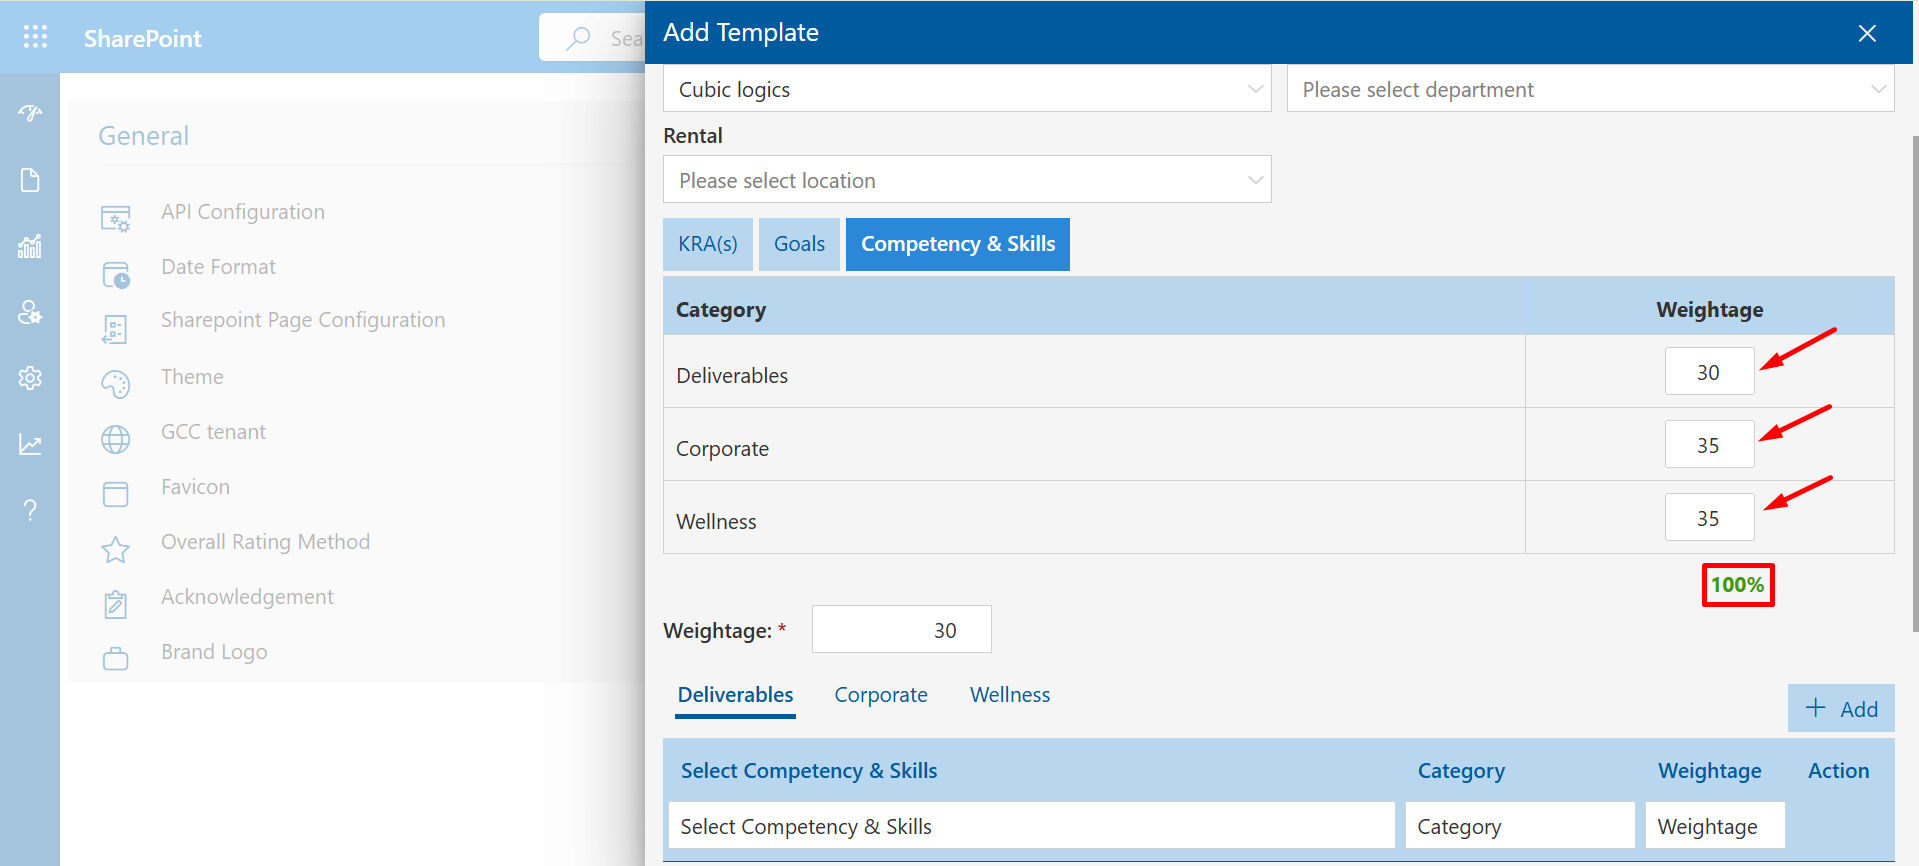 SharePoint
Sea
General
API Configuration
Date Format
Sharepoint Page Configuration
Theme
GCC tenant
Favicon
Overall Rating Method
Acknowledgement
Brand Logo
Add Template
Cubic logics
Please select department
Rental
Please select location
KRA(s) Goals Competency & Skills
Category Weightage
Deliverables 30
Corporate 35
Wellness 35
100%
Weightage: * 30
Deliverables Corporate Wellness
+ Add
Select Competency & Skills Category Weightage Action
Select Competency & Skills Category Weightage